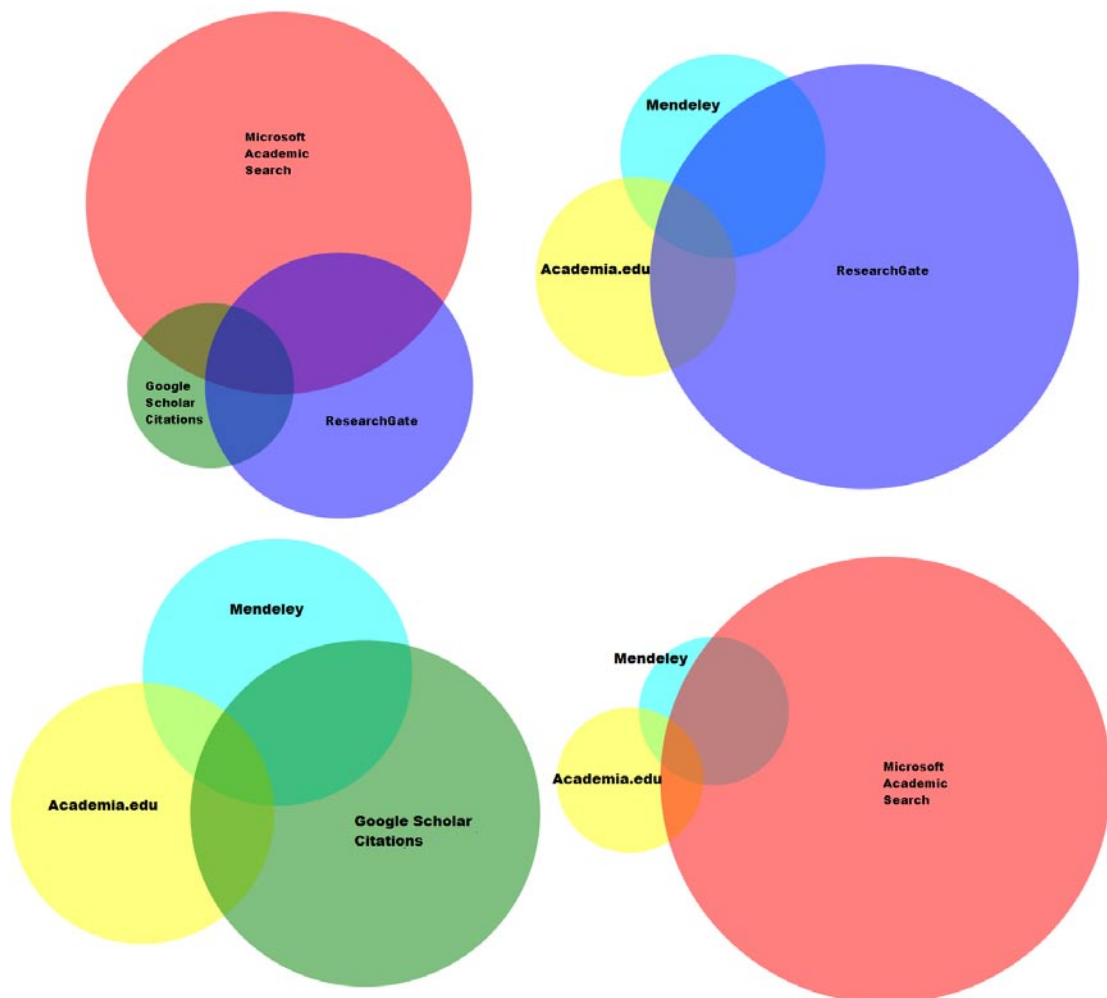 Microsoft
Academic
Search
Google
Scholar
Citations
ResearchGate
Mendeley
Academia.edu
ResearchGate
Mendeley
Academia.edu
Google Scholar
Citations
Mendeley
Academia.edu
Microsoft
Academic
Search